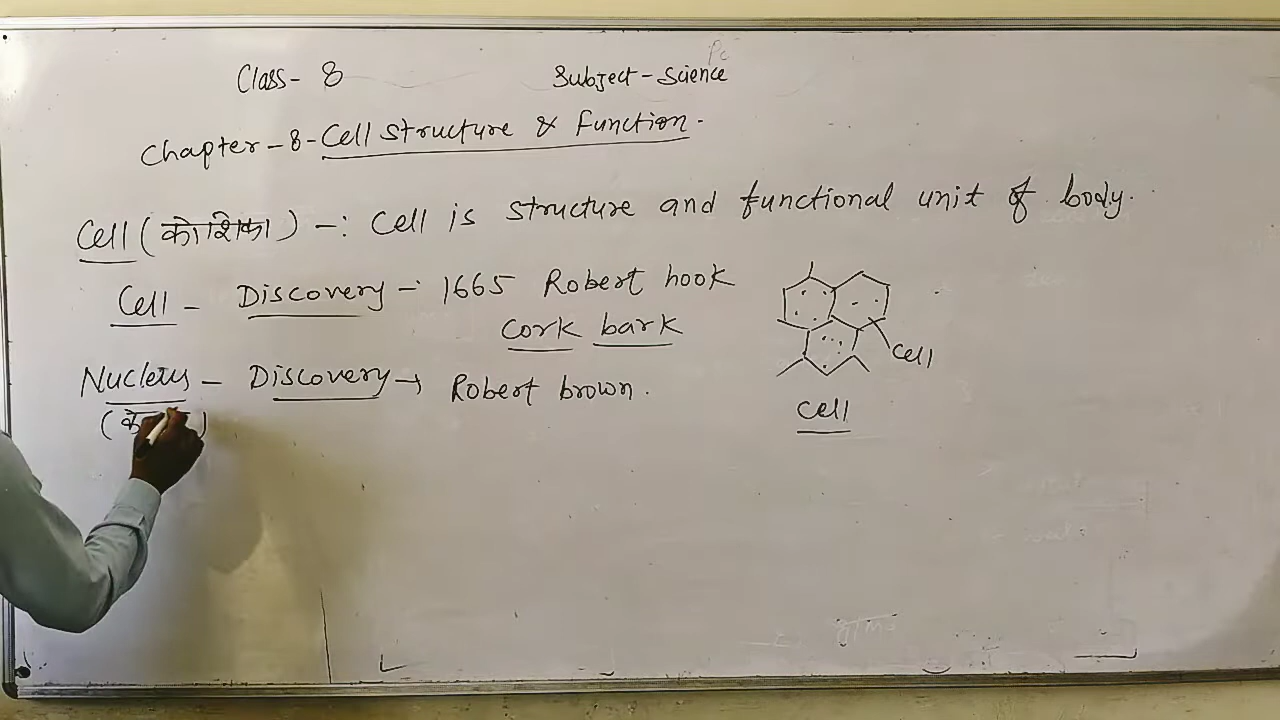 Class - 8 Subject - Science
Chapter - 8 - Cell Structure & Function.
Cell (कोशिका) -: Cell is structure and functional unit of body.
Cell - Discovery - 1665 Robert hook
Cork bark
Cell
Nucleus - Discovery → Robert brown.
Cell